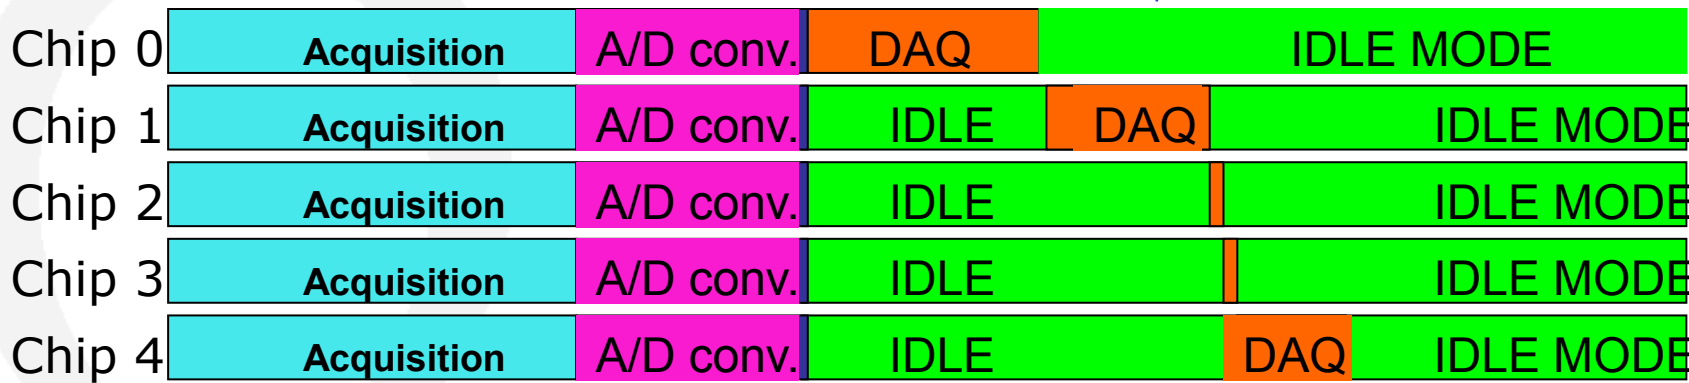 Chip 0 Acquisition A/D conv. DAQ IDLE MODE
Chip 1 Acquisition A/D conv. IDLE DAQ IDLE MODE
Chip 2 Acquisition A/D conv. IDLE IDLE MODE
Chip 3 Acquisition A/D conv. IDLE IDLE MODE
Chip 4 Acquisition A/D conv. IDLE DAQ IDLE MODE